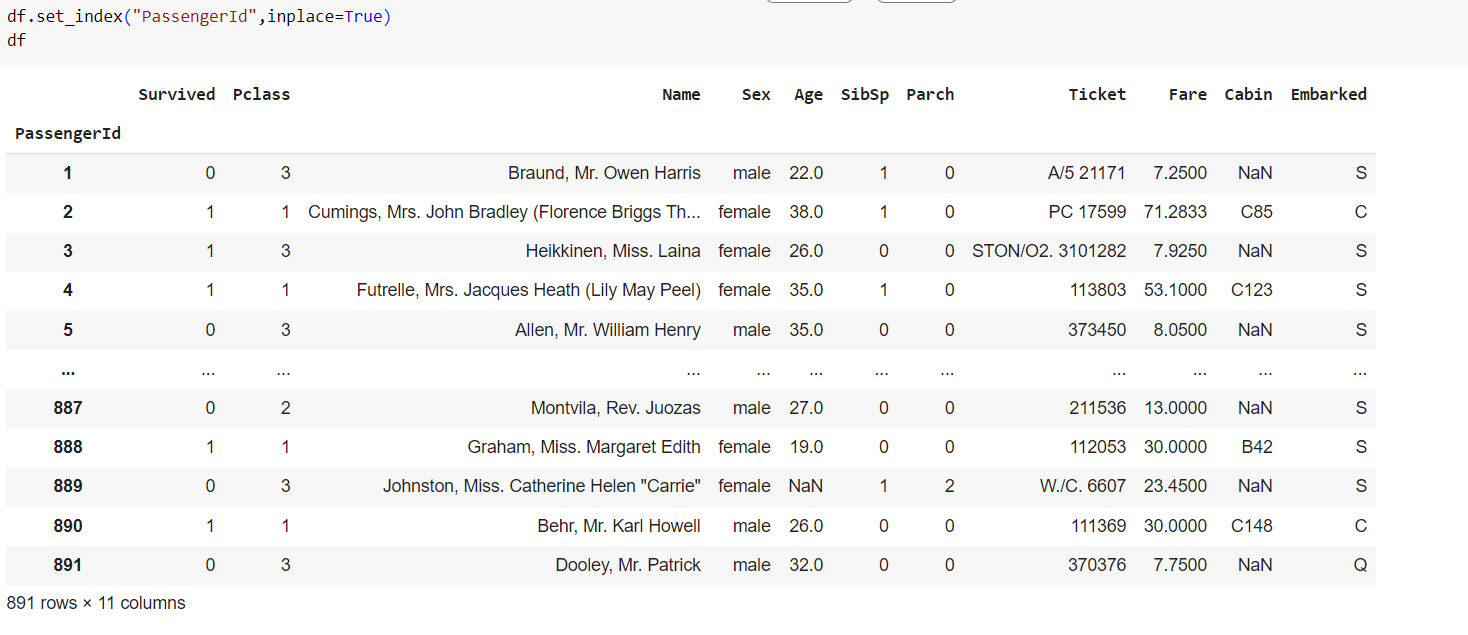 df.set_index("PassengerId",inplace=True)
df
Survived Pclass Name Sex Age SibSp Parch Ticket Fare Cabin Embarked
PassengerId
1 0 3 Braund, Mr. Owen Harris male 22.0 1 0 A/5 21171 7.2500 NaN S
2 1 1 Cumings, Mrs. John Bradley (Florence Briggs Th... female 38.0 1 0 PC 17599 71.2833 C85 C
3 1 3 Heikkinen, Miss. Laina female 26.0 0 0 STON/O2. 3101282 7.9250 NaN S
4 1 1 Futrelle, Mrs. Jacques Heath (Lily May Peel) female 35.0 1 0 113803 53.1000 C123 S
5 0 3 Allen, Mr. William Henry male 35.0 0 0 373450 8.0500 NaN S
... ... ... ... ... ... ... ... ... ... ... ...
887 0 2 Montvila, Rev. Juozas male 27.0 0 0 211536 13.0000 NaN S
888 1 1 Graham, Miss. Margaret Edith female 19.0 0 0 112053 30.0000 B42 S
889 0 3 Johnston, Miss. Catherine Helen "Carrie" female NaN 1 2 W./C. 6607 23.4500 NaN S
890 1 1 Behr, Mr. Karl Howell male 26.0 0 0 111369 30.0000 C148 C
891 0 3 Dooley, Mr. Patrick male 32.0 0 0 370376 7.7500 NaN Q
891 rows × 11 columns